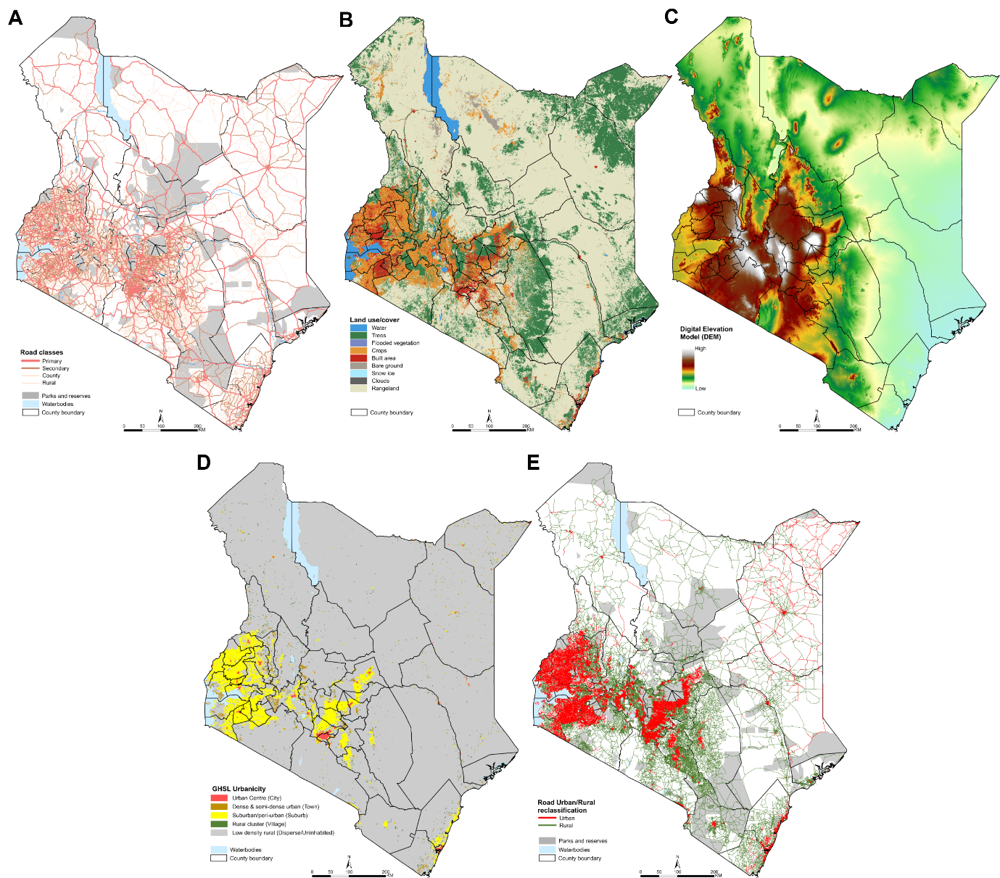 A
Road classes
Primary
Secondary
County
Rural
Parks and reserves
Waterbodies
County boundary
N
0 50 100 200
KM
B
Land use/cover
Water
Trees
Flooded vegetation
Crops
Built area
Bare ground
Snow ice
Clouds
Rangeland
County boundary
N
0 50 100 200
KM
C
Digital Elevation
Model (DEM)
High
Low
County boundary
N
0 50 100 200
KM
D
GHSL Urbanicity
Urban Centre (City)
Dense & semi-dense urban (Town)
Suburban/peri-urban (Suburb)
Rural cluster (Village)
Low density rural (Disperse/Uninhabited)
Waterbodies
County boundary
N
0 50 100 200
KM
E
Road Urban/Rural
reclassification
Urban
Rural
Parks and reserves
Waterbodies
County boundary
N
0 50 100 200
KM